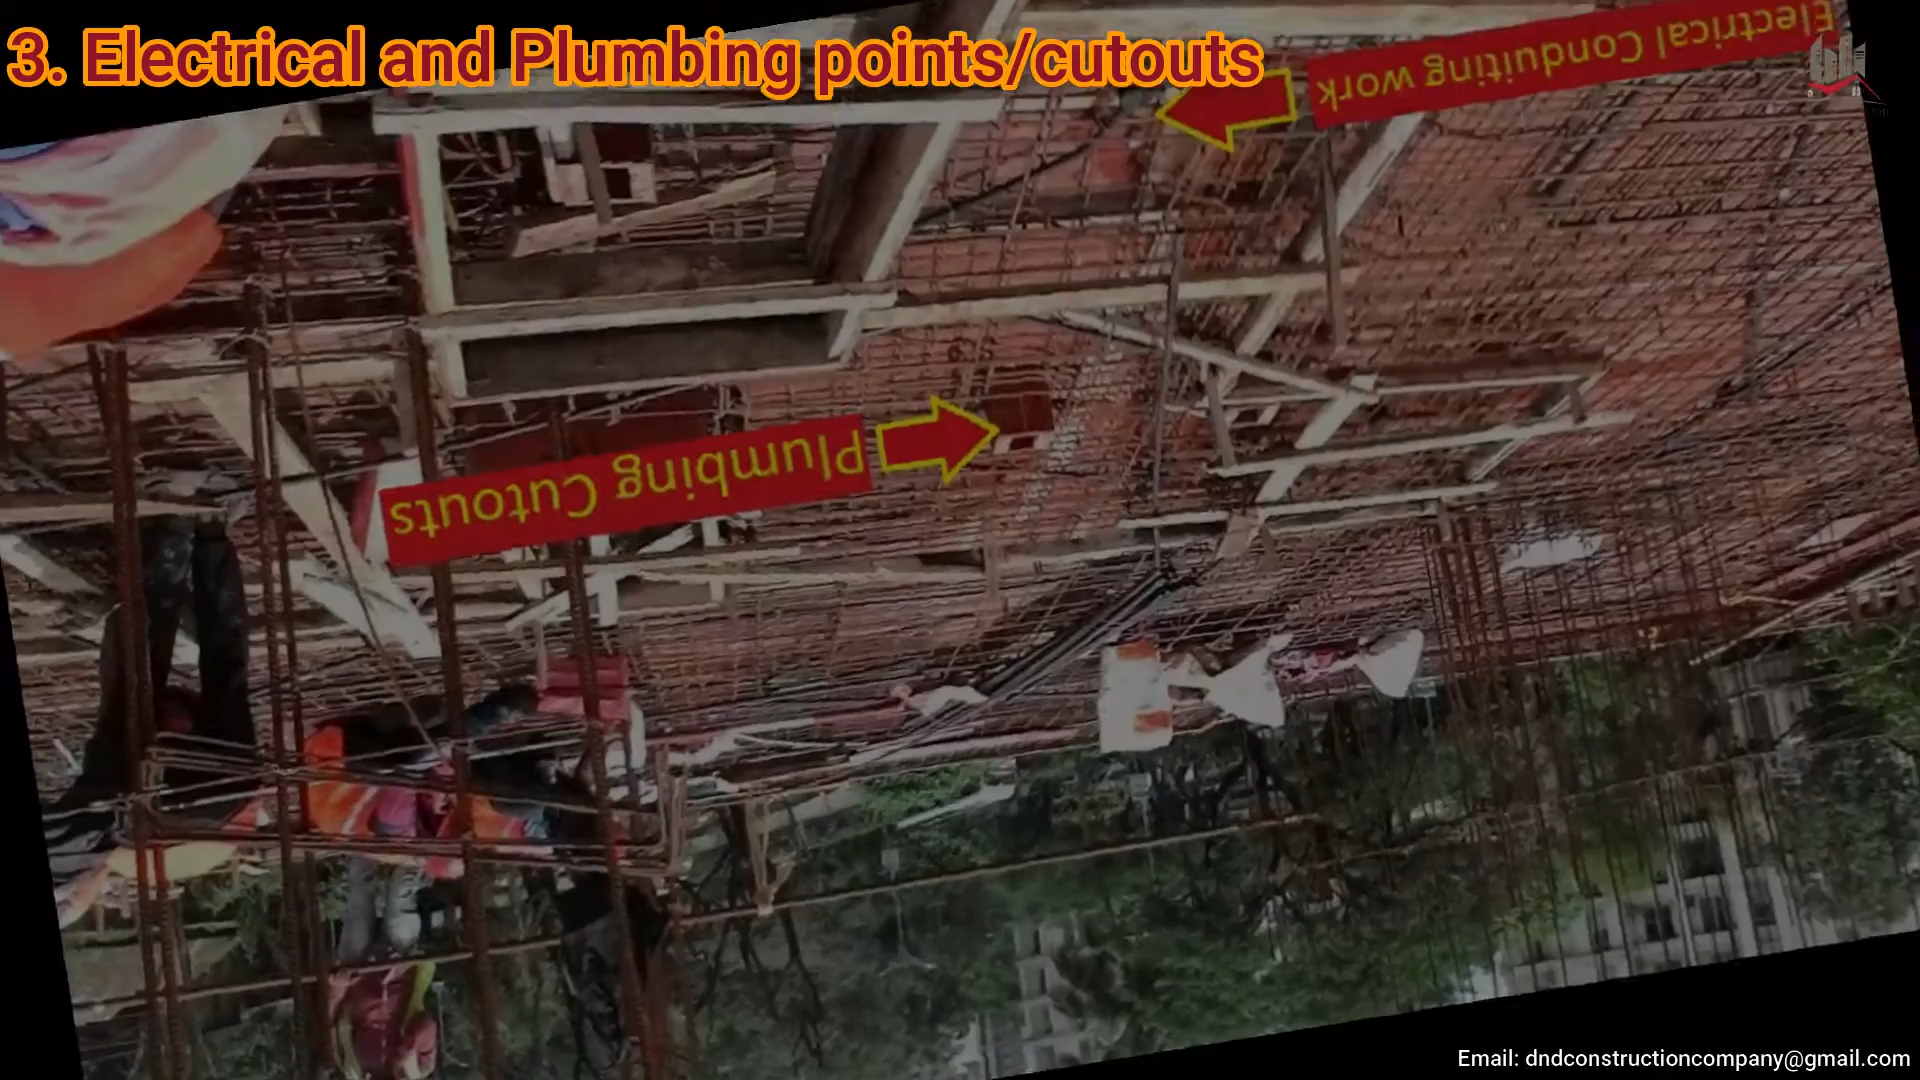 3. Electrical and Plumbing points/cutouts
Electrical Conduiting work
Plumbing Cutouts
Email: dndconstructioncompany@gmail.com